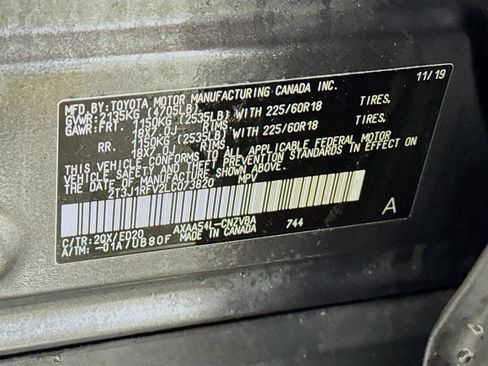 MFD.BY: TOYOTA MOTOR MANUFACTURING CANADA INC. 11/19
GVWR: 2135KG (4705LB)
GAWR: FRT. 1150KG (2535LB) WITH 225/60R18 TIRES,
18X7.0J RIMS
RR. 1150KG (2535LB) WITH 225/60R18 TIRES,
18X7.0J RIMS
THIS VEHICLE CONFORMS TO ALL APPLICABLE FEDERAL MOTOR
VEHICLE SAFETY AND THEFT PREVENTION STANDARDS IN EFFECT ON
THE DATE OF MANUFACTURE SHOWN ABOVE.
2T3J1RFV2LC073820 MPV
A
C/TR: 2QX/ED20 AXAA54L-CNZVBA 744
A/TM: -01A/UB80F MADE IN CANADA